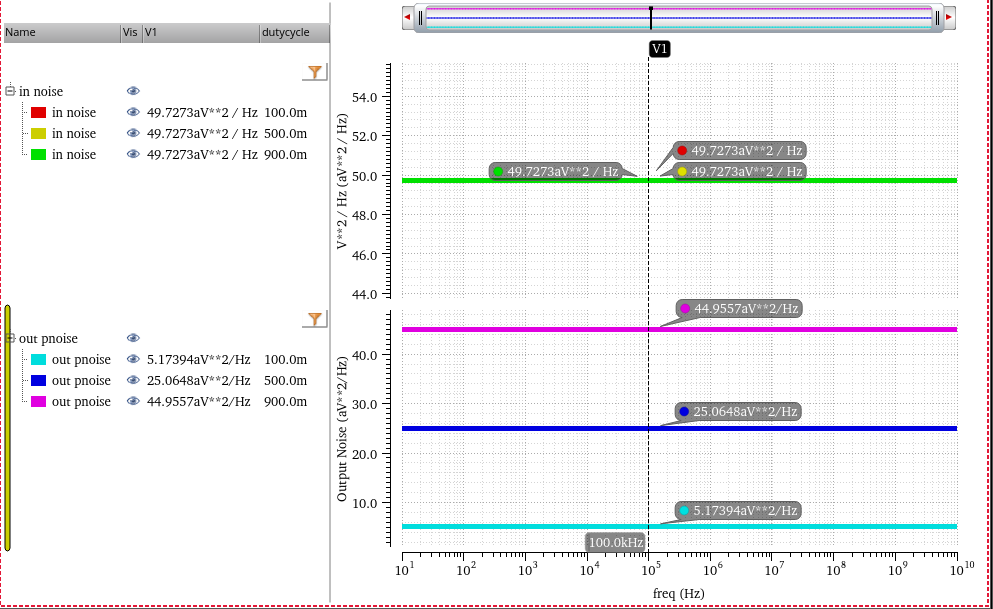 Name Vis V1 dutycycle
in noise
in noise 49.7273aV**2 / Hz 100.0m
in noise 49.7273aV**2 / Hz 500.0m
in noise 49.7273aV**2 / Hz 900.0m
out pnoise
out pnoise 5.17394aV**2/Hz 100.0m
out pnoise 25.0648aV**2/Hz 500.0m
out pnoise 44.9557aV**2/Hz 900.0m
V1
V**2 / Hz (aV**2 / Hz)
54.0
52.0
50.0
48.0
46.0
44.0
49.7273aV**2 / Hz
49.7273aV**2 / Hz
49.7273aV**2 / Hz
Output Noise (aV**2/Hz)
40.0
30.0
20.0
10.0
44.9557aV**2/Hz
25.0648aV**2/Hz
5.17394aV**2/Hz
100.0kHz
10^1 10^2 10^3 10^4 10^5 10^6 10^7 10^8 10^9 10^10
freq (Hz)